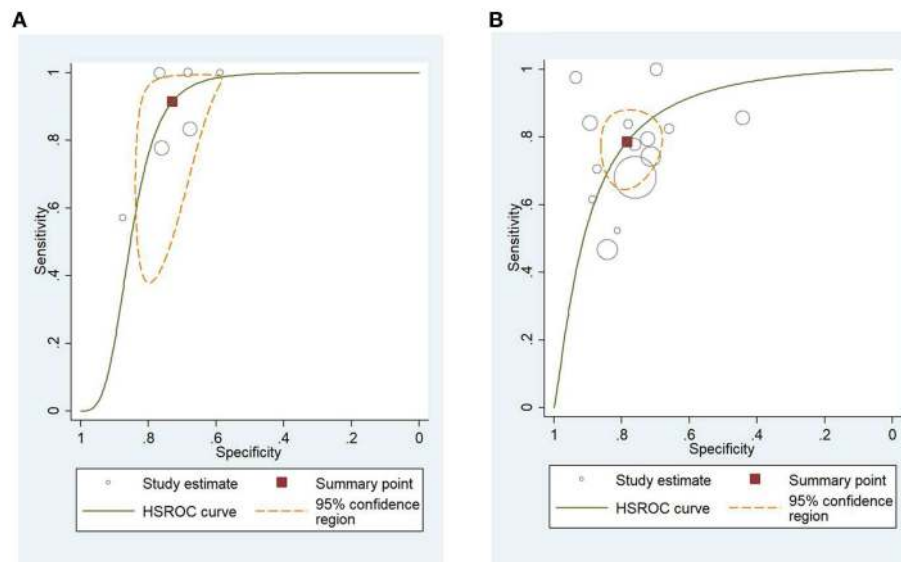 A
1
.8
.6
.4
.2
0
Sensitivity
1
.8
.6
.4
.2
0
Specificity
Study estimate
Summary point
HSROC curve
95% confidence
region
B
1
.8
.6
.4
.2
0
Sensitivity
1
.8
.6
.4
.2
0
Specificity
Study estimate
Summary point
HSROC curve
95% confidence
region